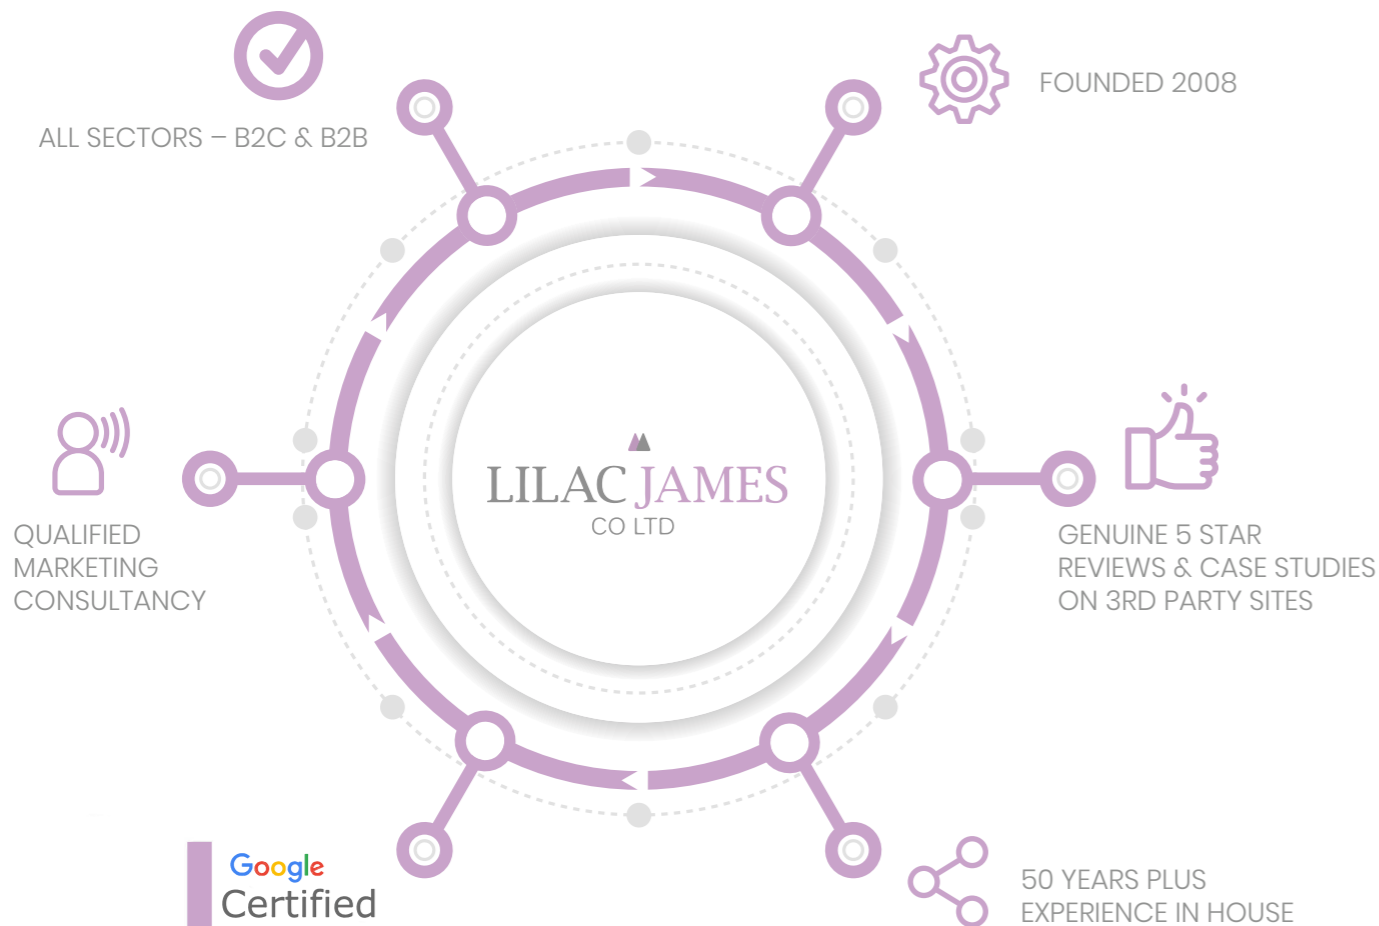 ALL SECTORS – B2C & B2B
FOUNDED 2008
LILAC JAMES
CO LTD
QUALIFIED
MARKETING
CONSULTANCY
GENUINE 5 STAR
REVIEWS & CASE STUDIES
ON 3RD PARTY SITES
Google
Certified
50 YEARS PLUS
EXPERIENCE IN HOUSE